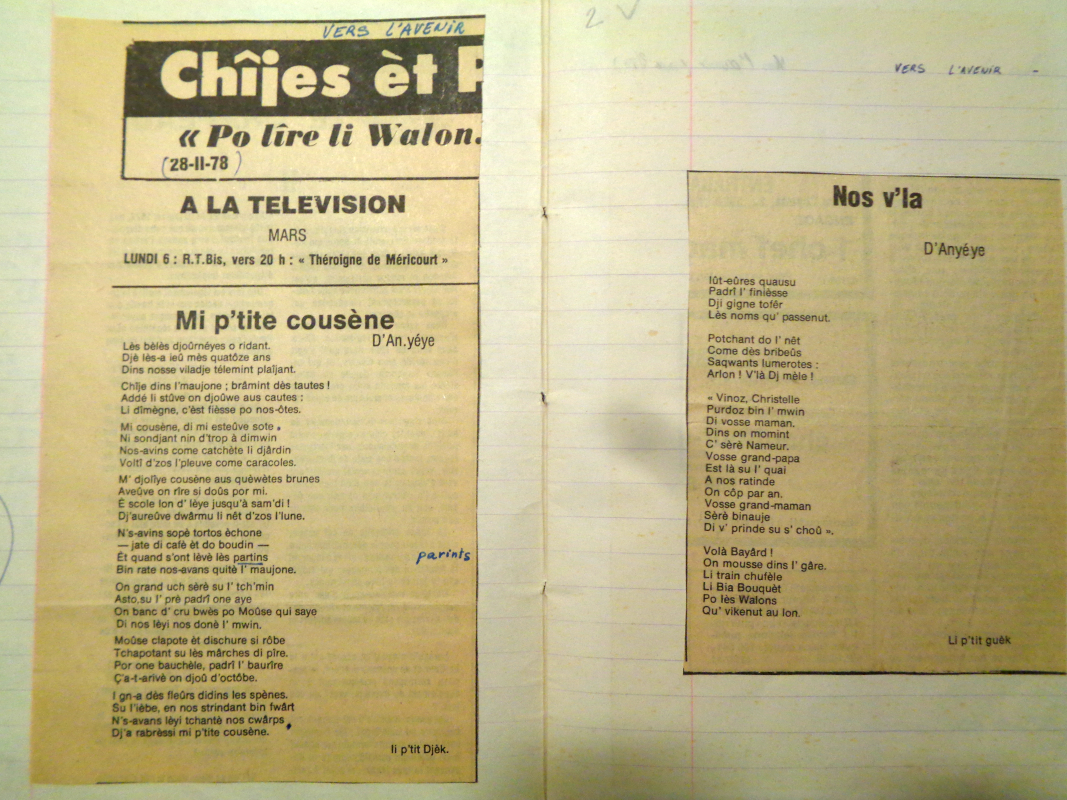 VERS L'AVENIR
Chîjes èt P
« Po lîre li Walon.
(28-II-78)
A LA TELEVISION
MARS
LUNDI 6 : R.T.Bis, vers 20 h : « Théroigne de Méricourt »
Mi p'tite cousène
D'An.yéye
Lès bèlès djoûrnéyes o ridant.
Djè lès-a ieû mès quatôze ans
Dins nosse viladje télemint plaîjant.
Chîje dins l'maujone ; brâmint dès tautes !
Addé li stûve on djoûwe aus cautes :
Li dîmègne, c'èst fièsse po nos-ôtes.
Mi cousène, di mi esteûve sote.
Ni sondjant nin d'trop à dimwin
Nos-avins come catchète li djârdin
Voltî d'zos l'pleuve come caracoles.
M' djolîye cousène aus quéwètes brunes
Aveûve on rîre si doûs por mi.
È scole lon d' lèye jusqu'à sam'di !
Dj'aureûve dwârmu li nêt d'zos l'lune.
N's-avins sopè tortos èchone
— jate di cafè èt do boudin —
Èt quand s'ont lèvè lès partins
parints
Bin rate nos-avans quitè l' maujone.
On grand uch sèrè su l' tch'min
Asto,su l' prè padrî one aye
On banc d' cru bwès po Moûse qui saye
Di nos lèyi nos donè l' mwin.
Moûse clapote èt dischure si rôbe
Tchapotant su lès mârches di pîre.
Por one bauchèle, padrî l' baurîre
Ç'a-t-arivè on djoû d'octôbe.
I gn-a dès fleûrs didins les spènes.
Su l'ièbe, en nos strindant bin fwârt
N's-avans lèyi tchantè nos cwârps.
Dj'a rabrèssi mi p'tite cousène.
li p'tit Djèk.
2 V
VERS L'AVENIR -
Nos v'la
D'Anyéye
Iût-eûres quausu
Padrî l' finièsse
Dji gigne tofêr
Lès noms qu' passenut.
Potchant do l' nêt
Come dès bribeûs
Saqwants lumerotes :
Arlon ! V'là Dj mèle !
« Vinoz, Christelle
Purdoz bin l' mwin
Di vosse maman.
Dins on momint
C' sèrè Nameur.
Vosse grand-papa
Est là su l' quai
A nos ratinde
On côp par an.
Vosse grand-maman
Sèrè binauje
Di v' prinde su s' choû ».
Volà Bayârd !
On mousse dins l' gâre.
Li train chufèle
Li Bia Bouquèt
Po lès Walons
Qu' vikenut au lon.
Li p'tit guèk